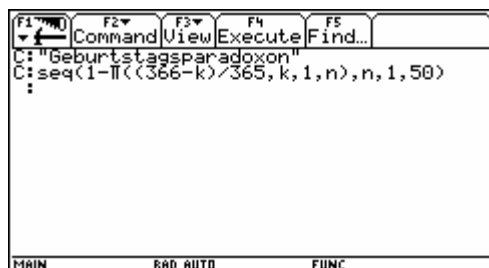 F1 F2▼ F3▼ F4 F5
Command View Execute Find...
C:"Geburtstagsparadoxon"
C:seq(1-Π((366-k)/365,k,1,n),n,1,50)
:
MAIN RAD AUTO FUNC